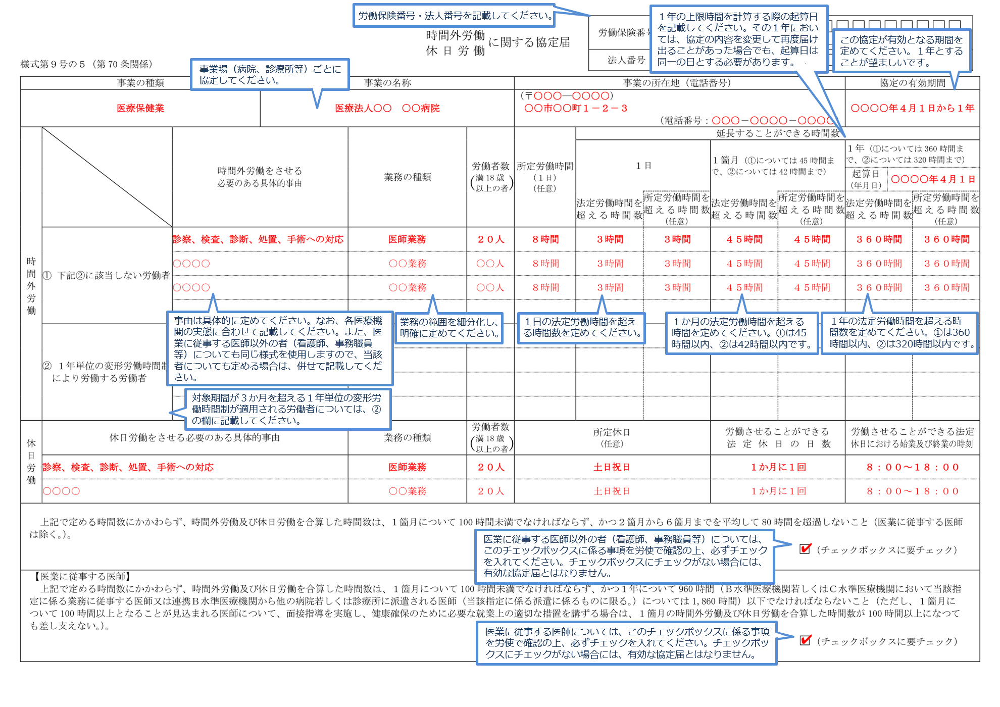 労働保険番号・法人番号を記載してください。
１年の上限時間を計算する際の起算日
を記載してください。その１年におい
ては、協定の内容を変更して再度届け
出ることがあった場合でも、起算日は
同一の日とする必要があります。
この協定が有効となる期間を
定めてください。１年とする
ことが望ましいです。
時間外労働
休日労働
に関する協定届
労働保険番
法人番号
様式第９号の５（第70条関係）
事業場（病院、診療所等）ごとに
協定してください。
事業の種類
事業の名称
事業の所在地（電話番号）
協定の有効期間
医療保健業
医療法人〇〇　〇〇病院
（〒〇〇〇―〇〇〇〇）
〇〇市〇〇町１－２－３
（電話番号：〇〇〇－〇〇〇〇－〇〇〇〇
〇〇〇〇年４月１日から１年
時間外労働
時間外労働をさせる
必要のある具体的事由
業務の種類
労働者数
（満18歳
以上の者）
所定労働時間
（１日）
（任意）
延長することができる時間数
１日
１箇月（①については45時間ま
で、②については42時間まで）
１年（①については360時間ま
で、②については320時間まで）
起算日
（年月日）
〇〇〇〇年４月１日
法定労働時間を
超える時間数
所定労働時間を
超える時間数
（任意）
法定労働時間を
超える時間数
所定労働時間を
超える時間数
（任意）
法定労働時間を
超える時間数
所定労働時間を
超える時間数
（任意）
①　下記②に該当しない労働者
診察、検査、診断、処置、手術への対応　医師業務　２０人　８時間　３時間　３時間　４５時間　４５時間　３６０時間　３６０時間
〇〇〇〇　〇〇業務　〇〇人　８時間　３時間　３時間　４５時間　４５時間　３６０時間　３６０時間
〇〇〇〇　〇〇業務　〇〇人　８時間　３時間　３時間　４５時間　４５時間　３６０時間　３６０時間
事由は具体的に定めてください。なお、各医療機
関の実態に合わせて記載してください。また、医
業に従事する医師以外の者（看護師、事務職員
等）についても同じ様式を使用しますので、当該
者についても定める場合は、併せて記載してくだ
さい。
業務の範囲を細分化し、
明確に定めてください。
１日の法定労働時間を超え
る時間数を定めてください。
１か月の法定労働時間を超える
時間を定めてください。①は45
時間以内、②は42時間以内です。
１年の法定労働時間を超える時
間数を定めてください。①は360
時間以内、②は320時間以内です。
②　１年単位の変形労働時間制
により労働する労働者
対象期間が３か月を超える１年単位の変形労
働時間制が適用される労働者については、②
の欄に記載してください。
休日労働
休日労働をさせる必要のある具体的事由
業務の種類
労働者数
（満18歳
以上の者）
所定休日
（任意）
労働させることができる
法定休日の日数
労働させることができる法定
休日における始業及び終業の時刻
診察、検査、診断、処置、手術への対応　医師業務　２０人　土日祝日　１か月に１回　８：００～１８：００
〇〇〇〇　〇〇業務　２０人　土日祝日　１か月に１回　８：００～１８：００
上記で定める時間数にかかわらず、時間外労働及び休日労働を合算した時間数は、１箇月について100時間未満でなければならず、かつ２箇月から６箇月までを平均して80時間を超過しないこと（医業に従事する医師
は除く。）。
医業に従事する医師以外の者（看護師、事務職員等）については、
このチェックボックスに係る事項を労使で確認の上、必ずチェック
を入れてください。チェックボックスにチェックがない場合には、
有効な協定届とはなりません。
（チェックボックスに要チェック）
【医業に従事する医師】
上記で定める時間数にかかわらず、時間外労働及び休日労働を合算した時間数は、１箇月について100時間未満でなければならず、かつ１年について960時間（Ｂ水準医療機関若しくはＣ水準医療機関において当該指
定に係る業務に従事する医師又は連携Ｂ水準医療機関から他の病院若しくは診療所に派遣される医師（当該指定に係る派遣に係るものに限る。）については1,860時間）以下でなければならないこと（ただし、１箇月に
ついて100時間以上となることが見込まれる医師について、面接指導を実施し、健康確保のために必要な就業上の適切な措置を講ずる場合は、１箇月の時間外労働及び休日労働を合算した時間数が100時間以上になつて
も差し支えない。）。
医業に従事する医師については、このチェックボックスに係る事項
を労使で確認の上、必ずチェックを入れてください。チェックボッ
クスにチェックがない場合には、有効な協定届とはなりません。
（チェックボックスに要チェック）